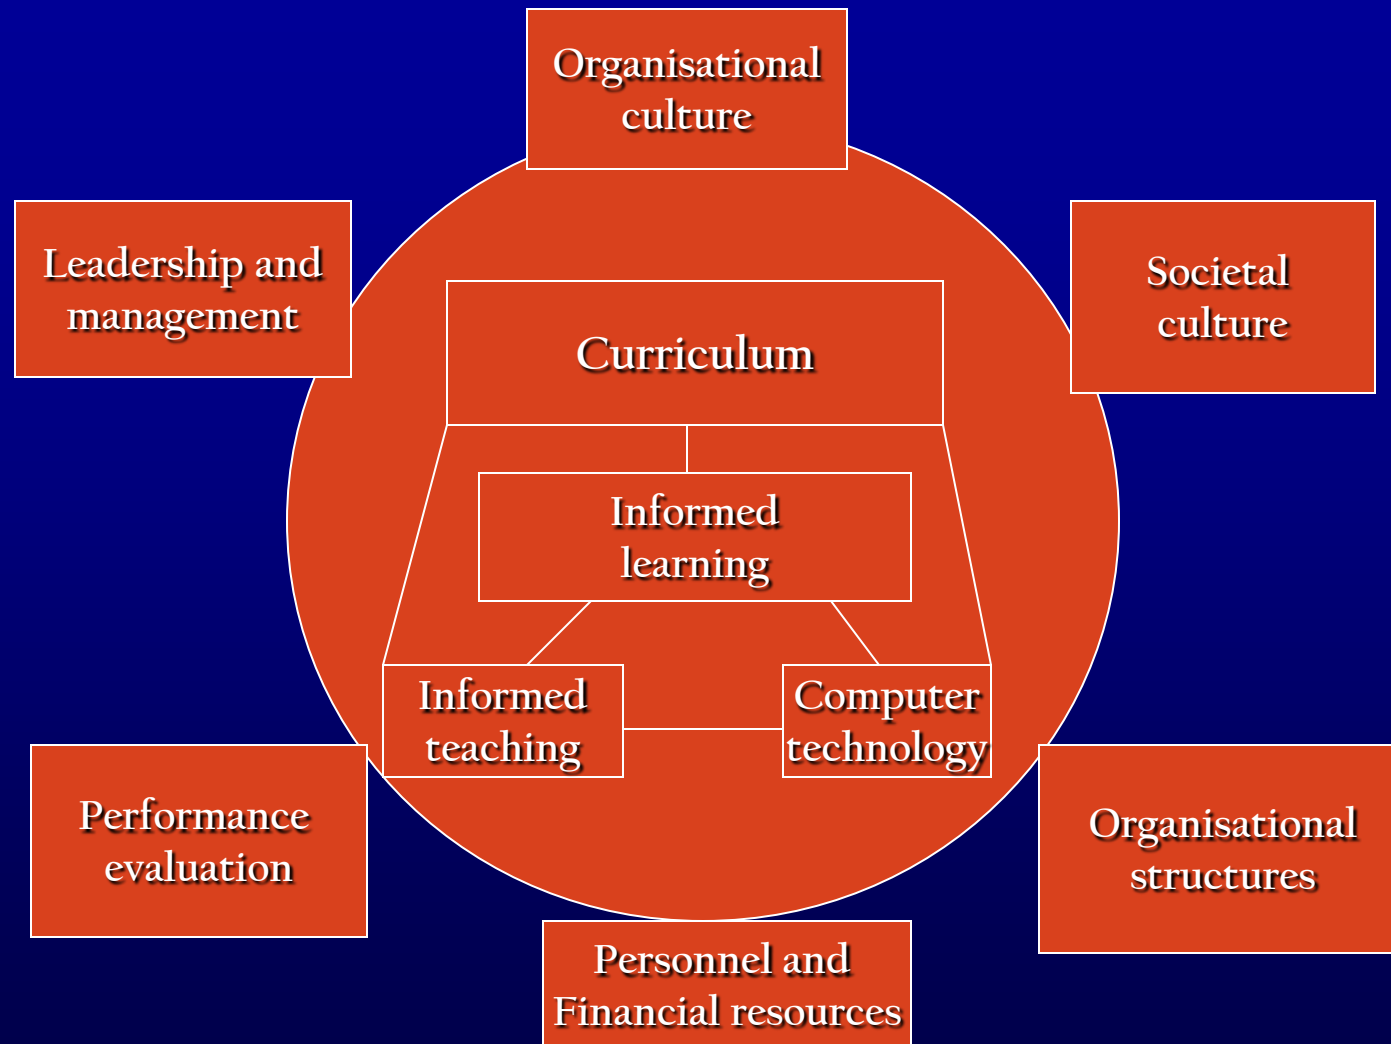 Organisational
culture
Leadership and
management
Societal
culture
Curriculum
Informed
learning
Informed
teaching
Computer
technology
Performance
evaluation
Organisational
structures
Personnel and
Financial resources